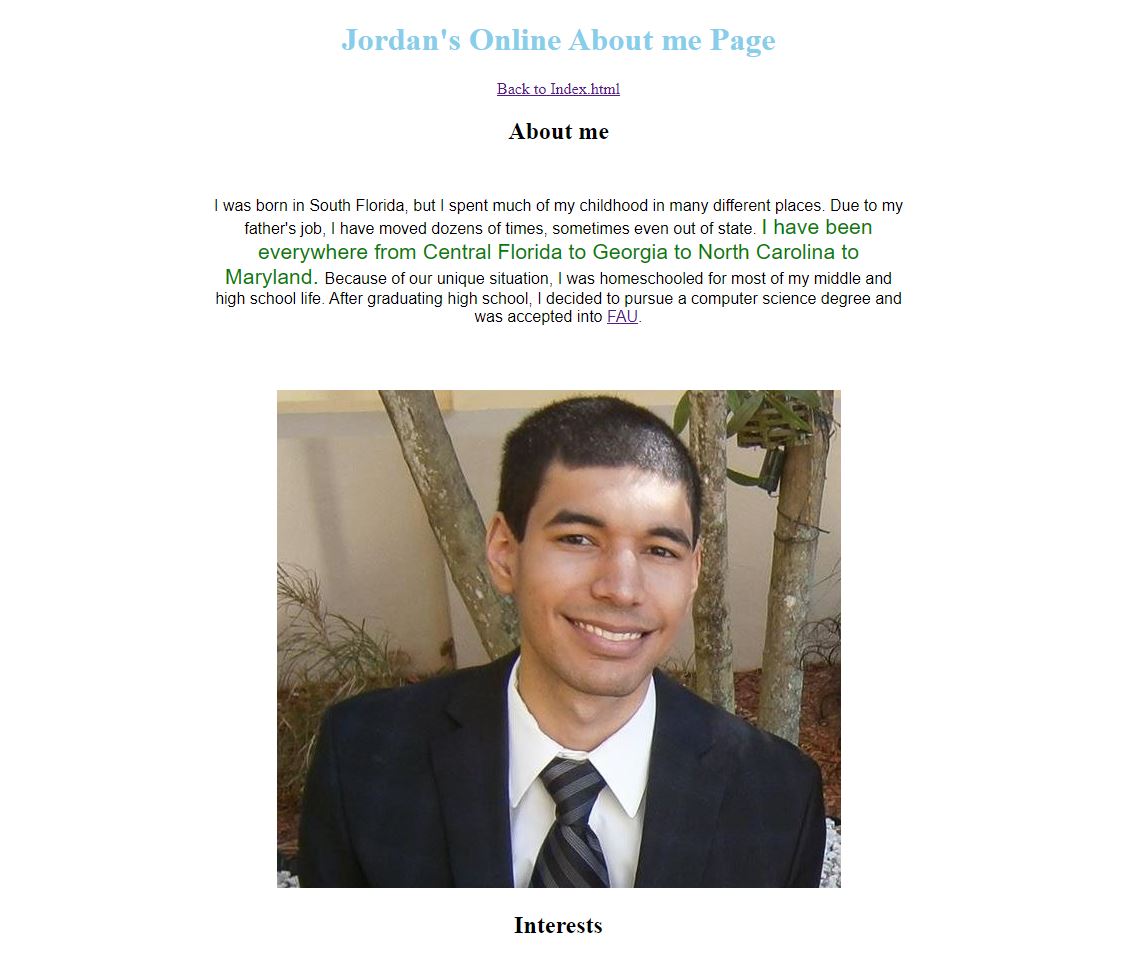 Jordan's Online About me Page
Back to Index.html
About me
I was born in South Florida, but I spent much of my childhood in many different places. Due to my
father's job, I have moved dozens of times, sometimes even out of state. I have been
everywhere from Central Florida to Georgia to North Carolina to
Maryland. Because of our unique situation, I was homeschooled for most of my middle and
high school life. After graduating high school, I decided to pursue a computer science degree and
was accepted into FAU.
Interests